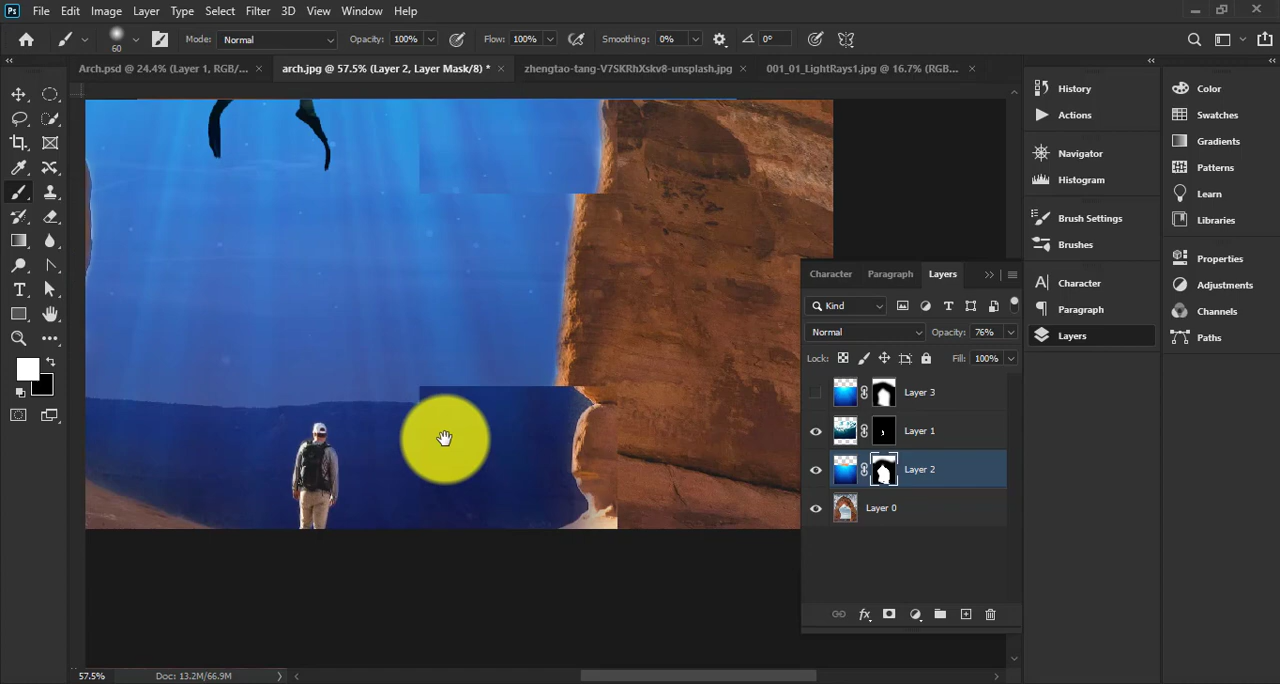 Ps File Edit Image Layer Type Select Filter 3D View Window Help
60 Mode: Normal Opacity: 100% Flow: 100% Smoothing: 0% 0°
Arch.psd @ 24.4% (Layer 1, RGB/... × arch.jpg @ 57.5% (Layer 2, Layer Mask/8) * × zhengtao-tang-V7SKRhXskv8-unsplash.jpg × 001_01_LightRays1.jpg @ 16.7% (RGB... ×
History
Actions
Navigator
Histogram
Brush Settings
Brushes
Character
Paragraph
Layers
Color
Swatches
Gradients
Patterns
Learn
Libraries
Properties
Adjustments
Channels
Paths
Character Paragraph Layers
Kind
Normal Opacity: 76%
Lock: Fill: 100%
Layer 3
Layer 1
Layer 2
Layer 0
fx
57.5% Doc: 13.2M/66.9M